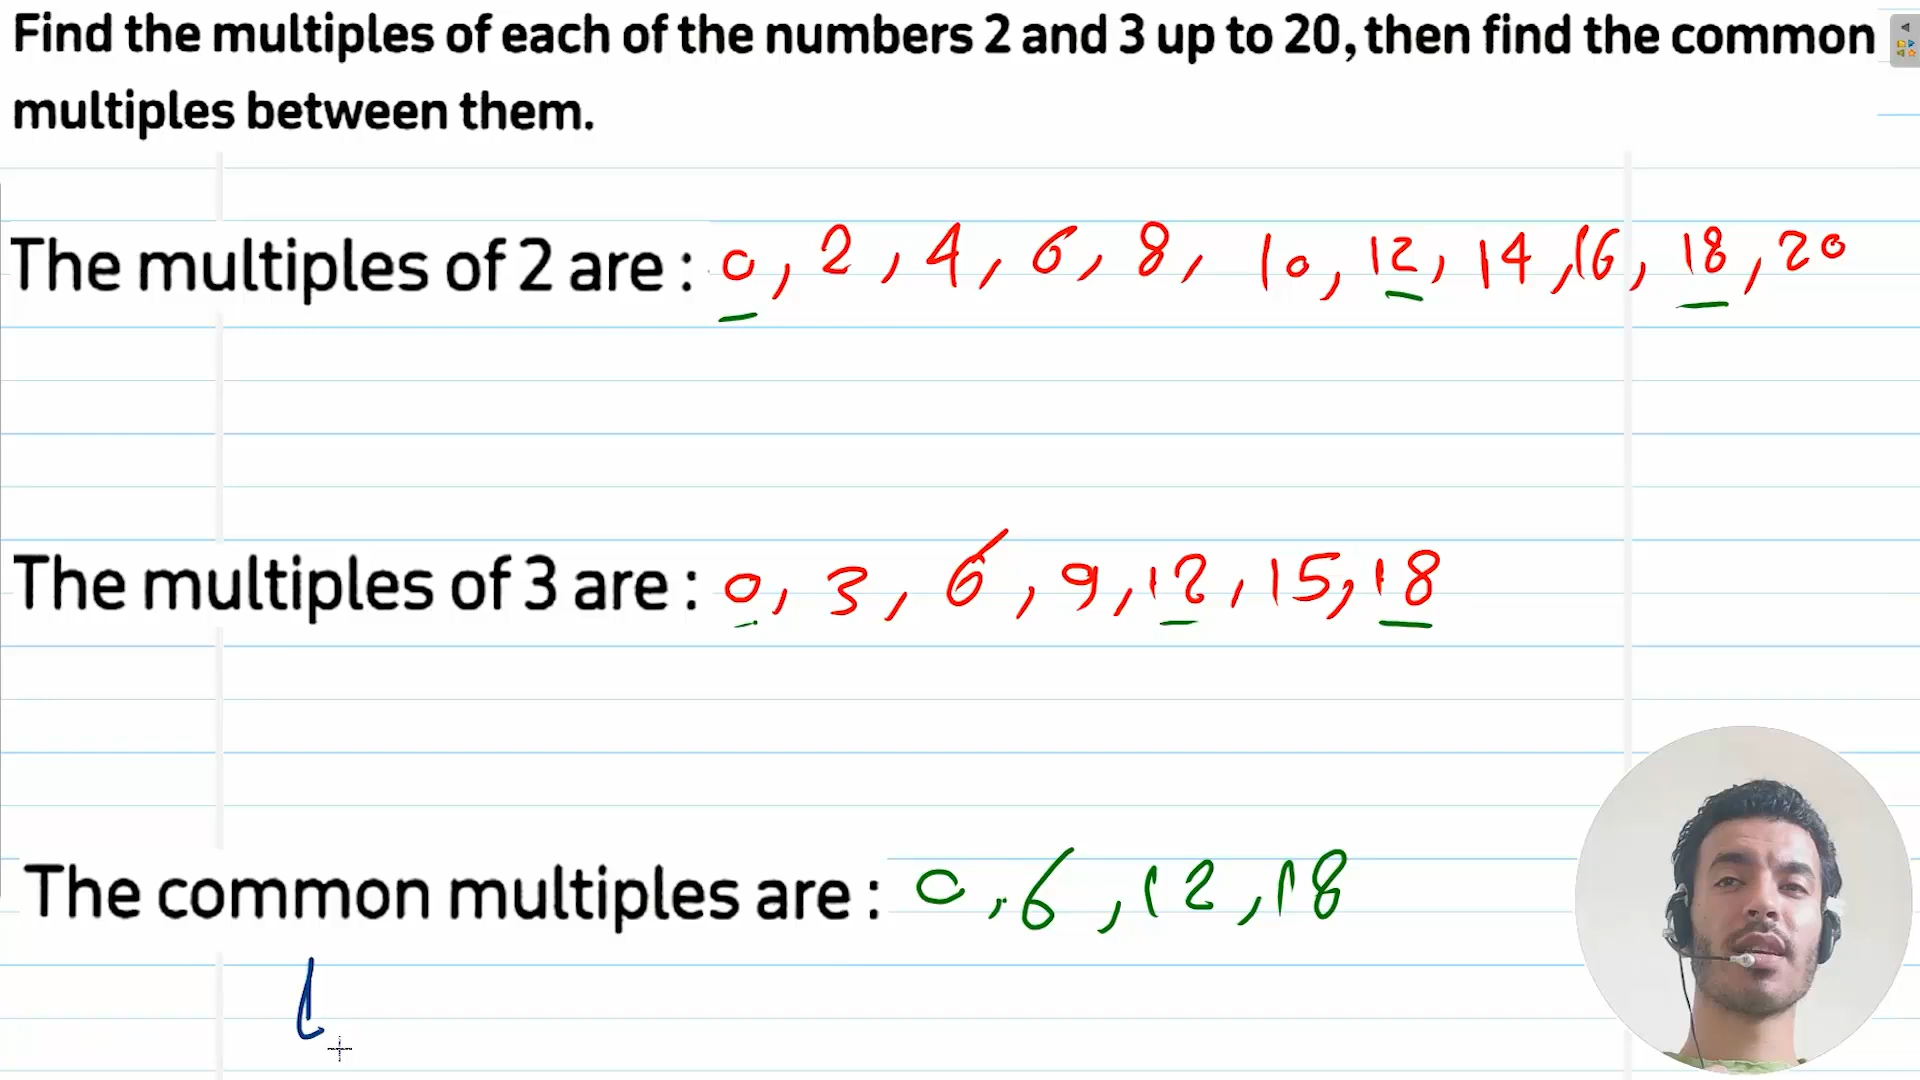 Find the multiples of each of the numbers 2 and 3 up to 20, then find the common
multiples between them.
The multiples of 2 are : 0, 2, 4, 6, 8, 10, 12, 14, 16, 18, 20
The multiples of 3 are : 0, 3, 6, 9, 12, 15, 18
The common multiples are : 0, 6, 12, 18
L